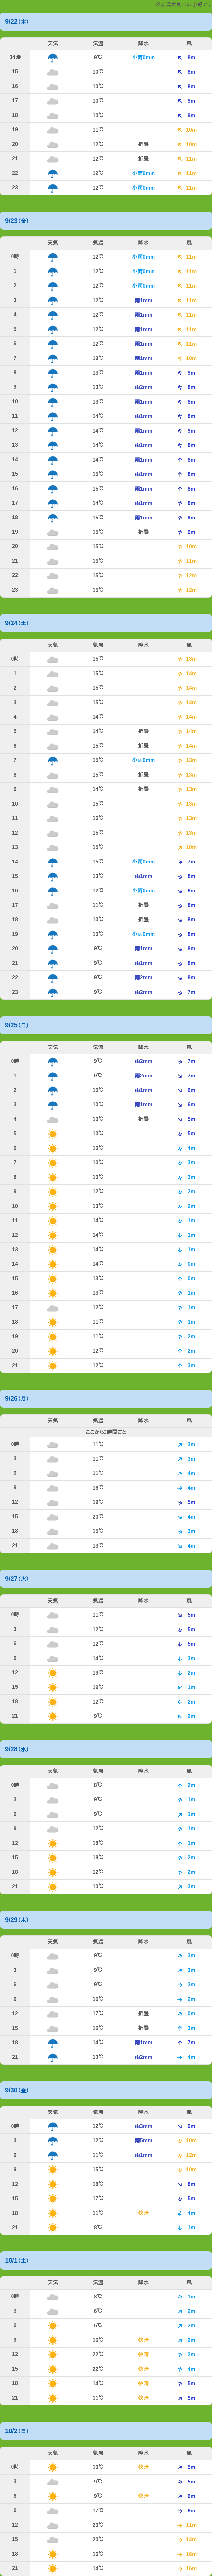 9/22(木)
天気 気温 降水 風
14時 9℃ 小雨0mm 8m
15 10℃ 8m
16 10℃ 8m
17 10℃ 9m
18 10℃ 9m
19 11℃ 10m
20 12℃ 折畳 10m
21 12℃ 折畳 11m
22 12℃ 小雨0mm 11m
23 12℃ 小雨0mm 11m
9/23(金)
天気 気温 降水 風
0時 12℃ 小雨0mm 11m
1 12℃ 小雨0mm 11m
2 12℃ 小雨0mm 11m
3 12℃ 雨1mm 11m
4 12℃ 雨1mm 11m
5 12℃ 雨1mm 11m
6 12℃ 雨1mm 11m
7 13℃ 雨1mm 10m
8 13℃ 雨1mm 9m
9 13℃ 雨2mm 8m
10 13℃ 雨1mm 8m
11 14℃ 雨1mm 8m
12 14℃ 雨1mm 9m
13 14℃ 雨1mm 8m
14 14℃ 雨1mm 8m
15 15℃ 雨1mm 8m
16 15℃ 雨1mm 8m
17 14℃ 雨1mm 8m
18 15℃ 雨1mm 9m
19 15℃ 折畳 9m
20 15℃ 10m
21 15℃ 11m
22 15℃ 12m
23 15℃ 12m
9/24(土)
天気 気温 降水 風
0時 15℃ 13m
1 15℃ 14m
2 15℃ 14m
3 15℃ 14m
4 14℃ 14m
5 14℃ 折畳 14m
6 15℃ 折畳 14m
7 15℃ 小雨0mm 13m
8 15℃ 折畳 13m
9 14℃ 折畳 13m
10 15℃ 13m
11 16℃ 13m
12 15℃ 13m
13 15℃ 10m
14 15℃ 小雨0mm 7m
15 13℃ 雨1mm 8m
16 12℃ 小雨0mm 8m
17 11℃ 折畳 8m
18 10℃ 折畳 8m
19 10℃ 小雨0mm 9m
20 9℃ 雨1mm 8m
21 9℃ 雨1mm 8m
22 9℃ 雨2mm 8m
23 9℃ 雨2mm 7m
9/25(日)
天気 気温 降水 風
0時 9℃ 雨2mm 7m
1 9℃ 雨2mm 7m
2 10℃ 雨1mm 6m
3 10℃ 雨1mm 6m
4 10℃ 折畳 5m
5 10℃ 5m
6 10℃ 4m
7 10℃ 3m
8 10℃ 3m
9 12℃ 2m
10 13℃ 2m
11 14℃ 1m
12 14℃ 1m
13 14℃ 1m
14 14℃ 0m
15 13℃ 0m
16 13℃ 1m
17 12℃ 1m
18 11℃ 1m
19 11℃ 2m
20 12℃ 2m
21 12℃ 3m
9/26(月)
天気 気温 降水 風
ここから3時間ごと
0時 11℃ 3m
3 11℃ 3m
6 11℃ 4m
9 16℃ 4m
12 19℃ 5m
15 20℃ 4m
18 15℃ 3m
21 13℃ 4m
9/27(火)
天気 気温 降水 風
0時 11℃ 5m
3 12℃ 5m
6 12℃ 5m
9 14℃ 3m
12 19℃ 2m
15 19℃ 1m
18 12℃ 2m
21 9℃ 2m
9/28(水)
天気 気温 降水 風
0時 8℃ 2m
3 9℃ 1m
6 9℃ 1m
9 12℃ 1m
12 18℃ 1m
15 18℃ 2m
18 12℃ 2m
21 10℃ 3m
9/29(木)
天気 気温 降水 風
0時 9℃ 3m
3 9℃ 3m
6 9℃ 3m
9 16℃ 2m
12 17℃ 折畳 0m
15 16℃ 折畳 3m
18 14℃ 雨1mm 7m
21 13℃ 雨2mm 4m
9/30(金)
天気 気温 降水 風
0時 12℃ 雨3mm 9m
3 12℃ 雨5mm 10m
6 11℃ 雨1mm 12m
9 15℃ 10m
12 18℃ 8m
15 17℃ 5m
18 11℃ 快晴 4m
21 8℃ 1m
10/1(土)
天気 気温 降水 風
0時 8℃ 1m
3 6℃ 2m
6 5℃ 2m
9 16℃ 快晴 2m
12 22℃ 快晴 2m
15 22℃ 快晴 4m
18 14℃ 快晴 5m
21 11℃ 快晴 5m
10/2(日)
天気 気温 降水 風
0時 10℃ 快晴 5m
3 9℃ 5m
6 9℃ 快晴 6m
9 17℃ 8m
12 20℃ 11m
15 20℃ 14m
18 16℃ 16m
21 14℃ 16m